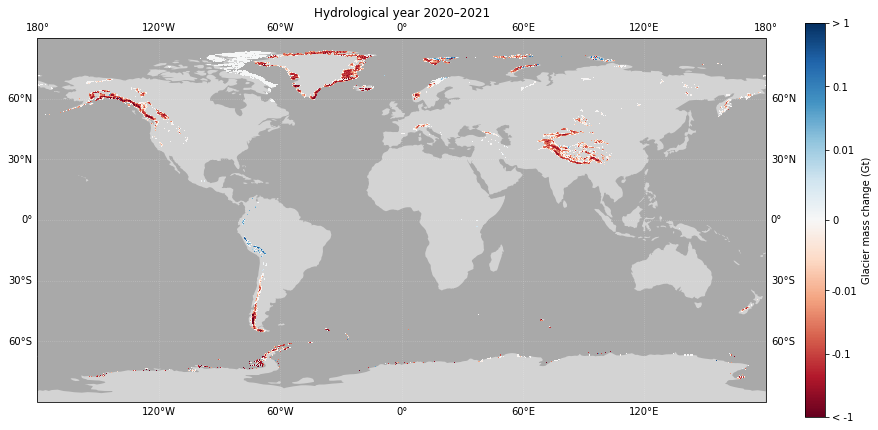 Hydrological year 2020–2021
180° 120°W 60°W 0° 60°E 120°E 180°
60°N 60°N
30°N 30°N
0° 0°
30°S 30°S
60°S 60°S
120°W 60°W 0° 60°E 120°E
> 1
0.1
0.01
0
-0.01
-0.1
< -1
Glacier mass change (Gt)